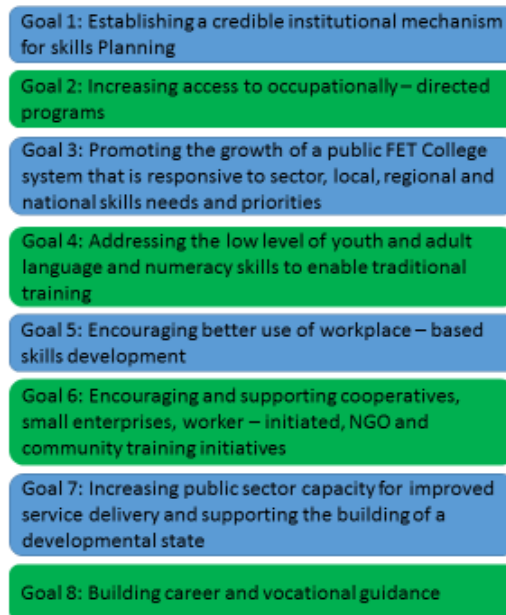 Goal 1: Establishing a credible institutional mechanism
for skills Planning
Goal 2: Increasing access to occupationally – directed
programs
Goal 3: Promoting the growth of a public FET College
system that is responsive to sector, local, regional and
national skills needs and priorities
Goal 4: Addressing the low level of youth and adult
language and numeracy skills to enable traditional
training
Goal 5: Encouraging better use of workplace – based
skills development
Goal 6: Encouraging and supporting cooperatives,
small enterprises, worker – initiated, NGO and
community training initiatives
Goal 7: Increasing public sector capacity for improved
service delivery and supporting the building of a
developmental state
Goal 8: Building career and vocational guidance